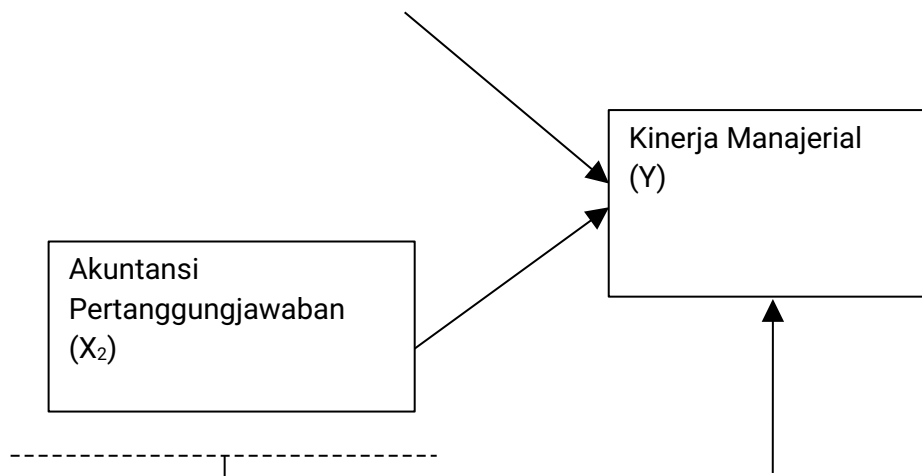 Kinerja Manajerial
(Y)
Akuntansi
Pertanggungjawaban
(X₂)